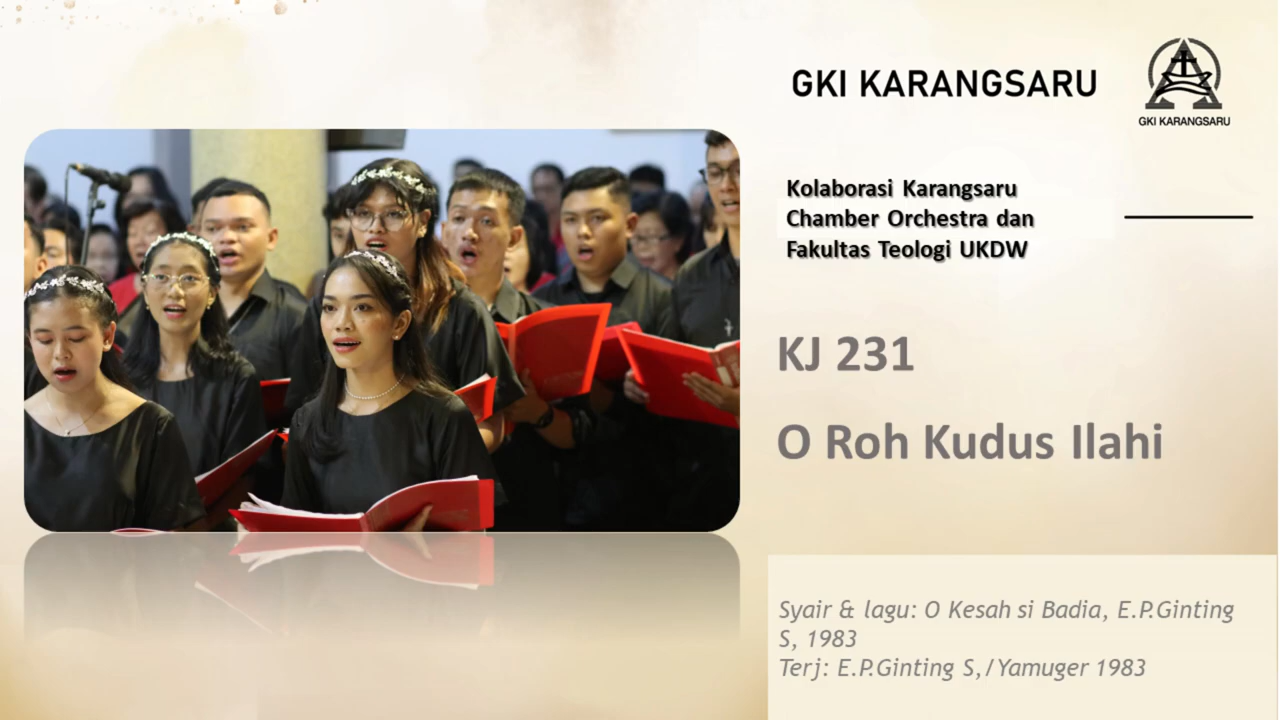 GKI KARANGSARU
GKI KARANGSARU
Kolaborasi Karangsaru
Chamber Orchestra dan
Fakultas Teologi UKDW
KJ 231
O Roh Kudus Ilahi
Syair & lagu: O Kesah si Badia, E.P.Ginting
S, 1983
Terj: E.P.Ginting S,/Yamuger 1983